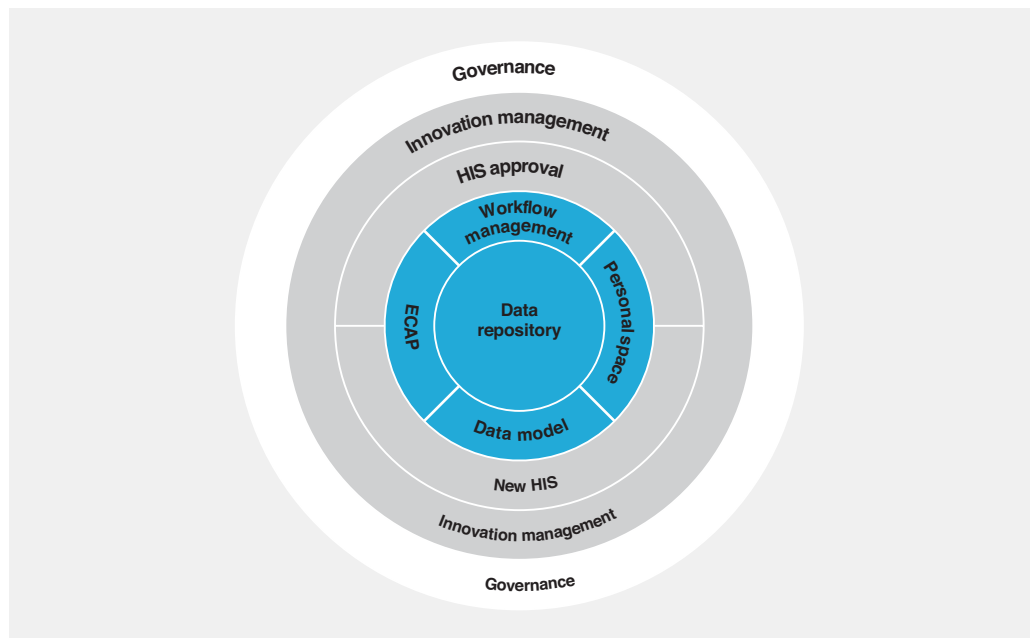 Governance
Innovation management
HIS approval
Workflow
management
ECAP
Data
repository
Personal space
Data model
New HIS
Innovation management
Governance